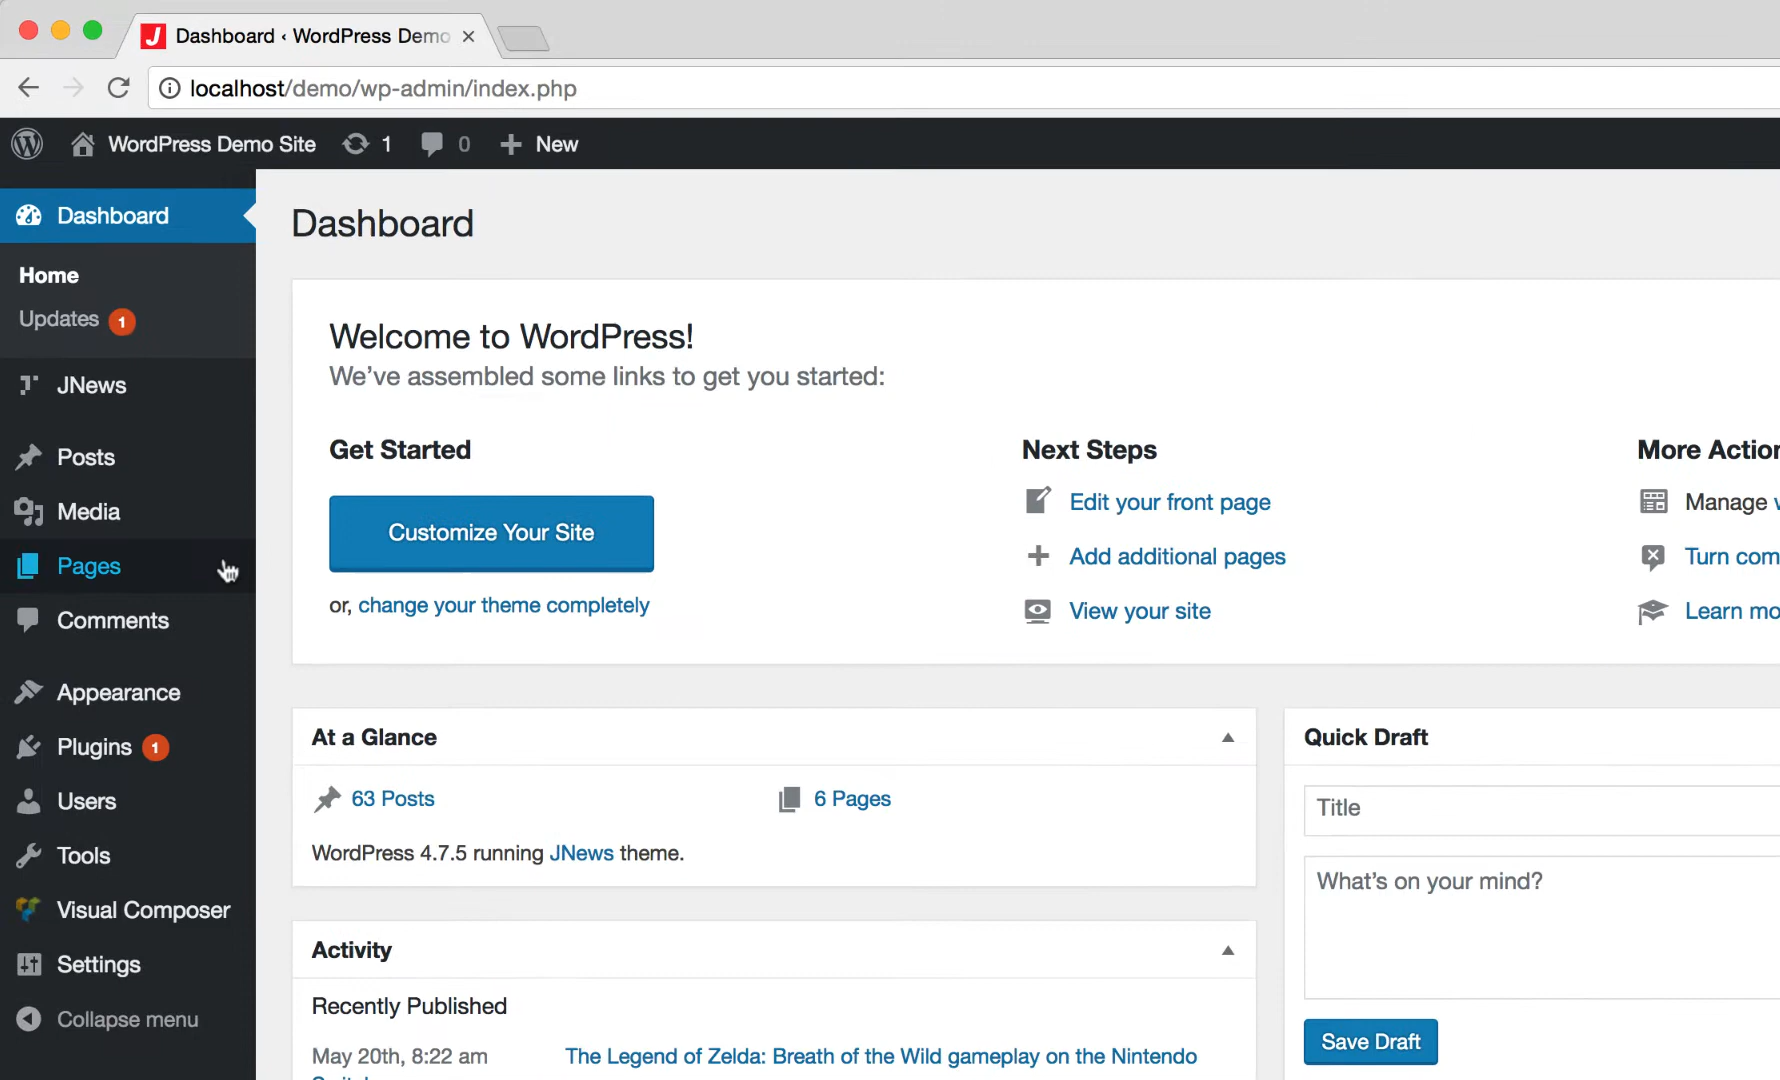 Dashboard ‹ WordPress Demo
localhost/demo/wp-admin/index.php
WordPress Demo Site 1 0 New
Dashboard
Home
Updates 1
JNews
Posts
Media
Pages
Comments
Appearance
Plugins 1
Users
Tools
Visual Composer
Settings
Collapse menu
Dashboard
Welcome to WordPress!
We've assembled some links to get you started:
Get Started
Customize Your Site
or, change your theme completely
Next Steps
Edit your front page
Add additional pages
View your site
More Action
Manage
Turn com
Learn mo
At a Glance
63 Posts
6 Pages
WordPress 4.7.5 running JNews theme.
Activity
Recently Published
May 20th, 8:22 am
The Legend of Zelda: Breath of the Wild gameplay on the Nintendo
Quick Draft
Title
What's on your mind?
Save Draft